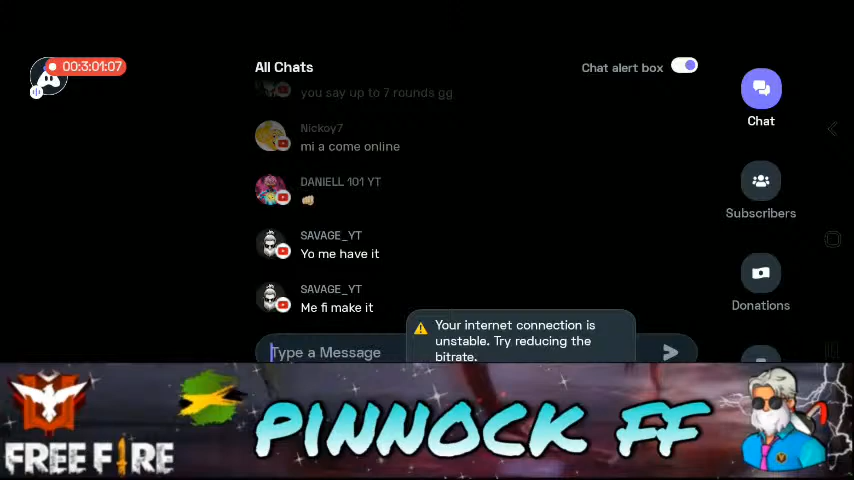 00:3:01:07
All Chats
Chat alert box
you say up to 7 rounds gg
Nickoy7
mi a come online
DANIELL 101 YT
👊🏼
SAVAGE_YT
Yo me have it
SAVAGE_YT
Me fi make it
Type a Message
Your internet connection is
unstable. Try reducing the
bitrate.
Chat
Subscribers
Donations
FREE FIRE
PINNOCK FF